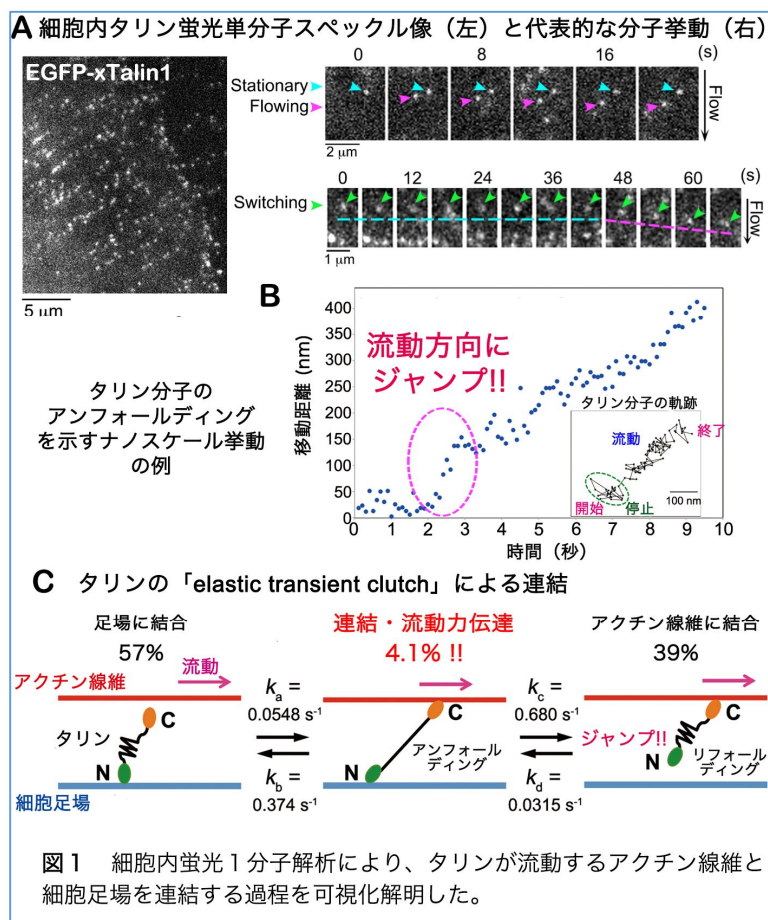 A 細胞内タリン蛍光単分子スペックル像（左）と代表的な分子挙動（右）
EGFP-xTalin1
5 μm
0 8 16 (s)
Stationary
Flowing
Flow
2 μm
0 12 24 36 48 60 (s)
Switching
Flow
1 μm
B
タリン分子の
アンフォールディング
を示すナノスケール挙動
の例
移動距離 (nm)
400
350
300
250
200
150
100
50
0
0 1 2 3 4 5 6 7 8 9 10
時間（秒）
流動方向に
ジャンプ!!
タリン分子の軌跡
流動
終了
開始
停止
100 nm
C タリンの「elastic transient clutch」による連結
足場に結合
57%
流動
アクチン線維
タリン
C
N
細胞足場
ka =
0.0548 s-1
kb =
0.374 s-1
連結・流動力伝達
4.1% !!
C
N
アンフォール
ディング
kc =
0.680 s-1
kd =
0.0315 s-1
アクチン線維に結合
39%
ジャンプ!!
C
N
リフォール
ディング
図1 細胞内蛍光1分子解析により、タリンが流動するアクチン線維と
細胞足場を連結する過程を可視化解明した。